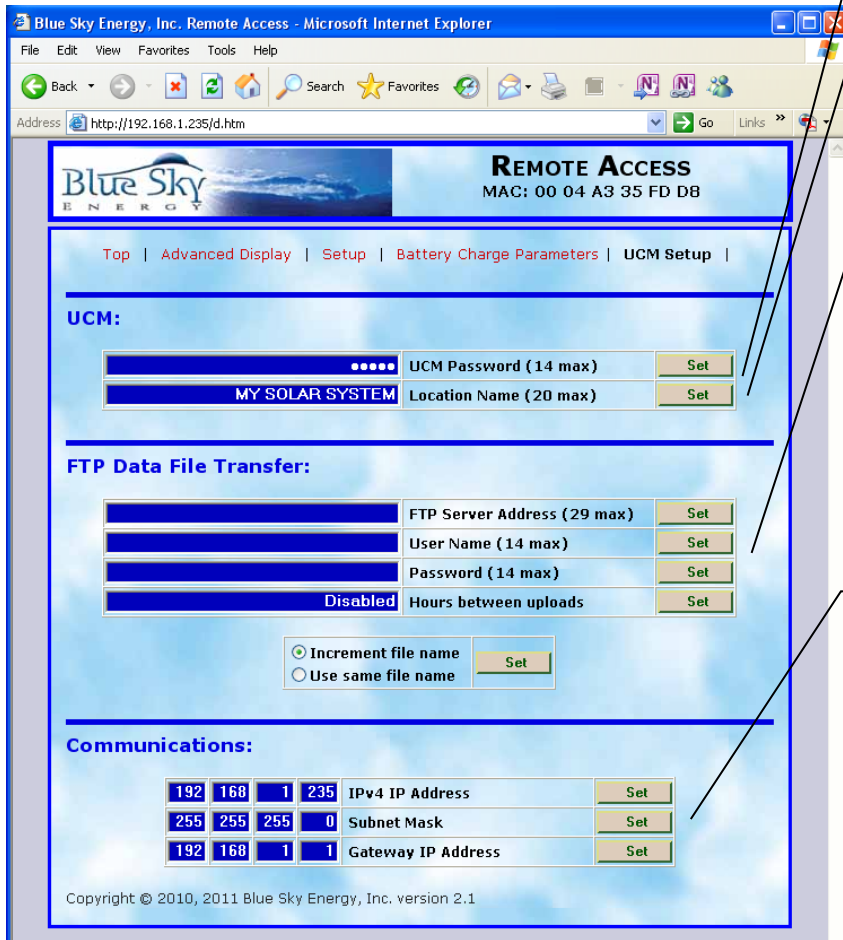 Blue Sky Energy, Inc. Remote Access - Microsoft Internet Explorer
File Edit View Favorites Tools Help
Back Search Favorites
Address http://192.168.1.235/d.htm Go Links »
Blue Sky
ENERGY
REMOTE ACCESS
MAC: 00 04 A3 35 FD D8
Top | Advanced Display | Setup | Battery Charge Parameters | UCM Setup |
UCM:
●●●●● UCM Password (14 max) Set
MY SOLAR SYSTEM Location Name (20 max) Set
FTP Data File Transfer:
FTP Server Address (29 max) Set
User Name (14 max) Set
Password (14 max) Set
Disabled Hours between uploads Set
Increment file name
Use same file name
Set
Communications:
192 168 1 235 IPv4 IP Address Set
255 255 255 0 Subnet Mask Set
192 168 1 1 Gateway IP Address Set
Copyright © 2010, 2011 Blue Sky Energy, Inc. version 2.1